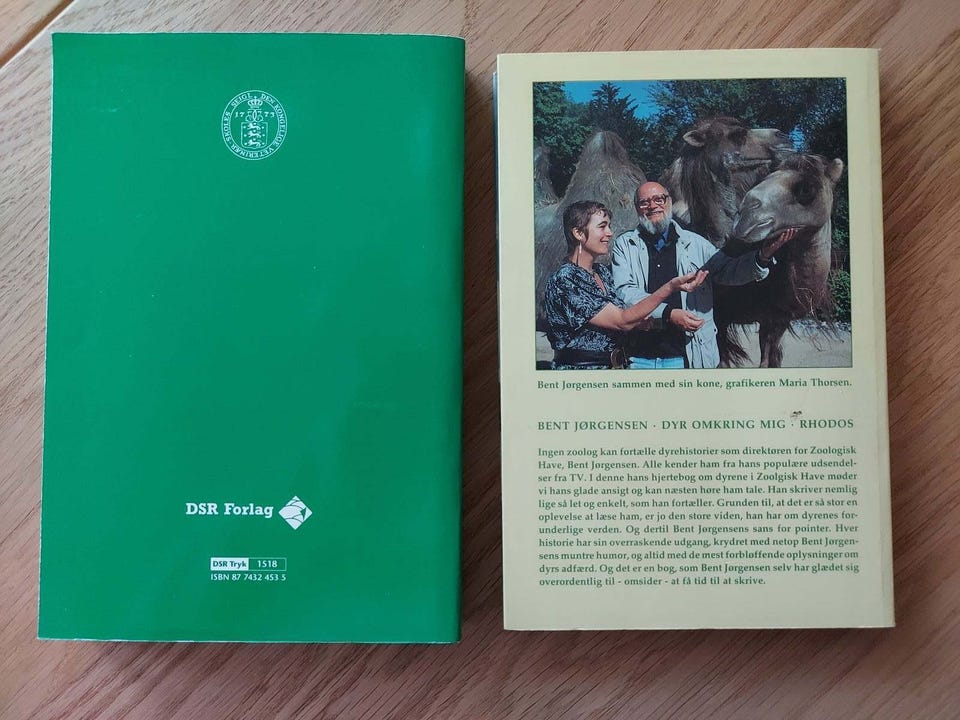 SEIGL. DEN KONGELIGE VETERINÆR SKOLES
1773
DSR Forlag
DSR Tryk 1518
ISBN 87 7432 453 5
Bent Jørgensen sammen med sin kone, grafikeren Maria Thorsen.
BENT JØRGENSEN · DYR OMKRING MIG · RHODOS
Ingen zoolog kan fortælle dyrehistorier som direktøren for Zoologisk
Have, Bent Jørgensen. Alle kender ham fra hans populære udsendel-
ser fra TV. I denne hans hjertebog om dyrene i Zoolgisk Have møder
vi hans glade ansigt og kan næsten høre ham tale. Han skriver nemlig
lige så let og enkelt, som han fortæller. Grunden til, at det er så stor en
oplevelse at læse ham, er jo den store viden, han har om dyrenes for-
underlige verden. Og dertil Bent Jørgensens sans for pointer. Hver
historie har sin overraskende udgang, krydret med netop Bent Jørgen-
sens muntre humor, og altid med de mest forbløffende oplysninger om
dyrs adfærd. Og det er en bog, som Bent Jørgensen selv har glædet sig
overordentlig til - omsider - at få tid til at skrive.